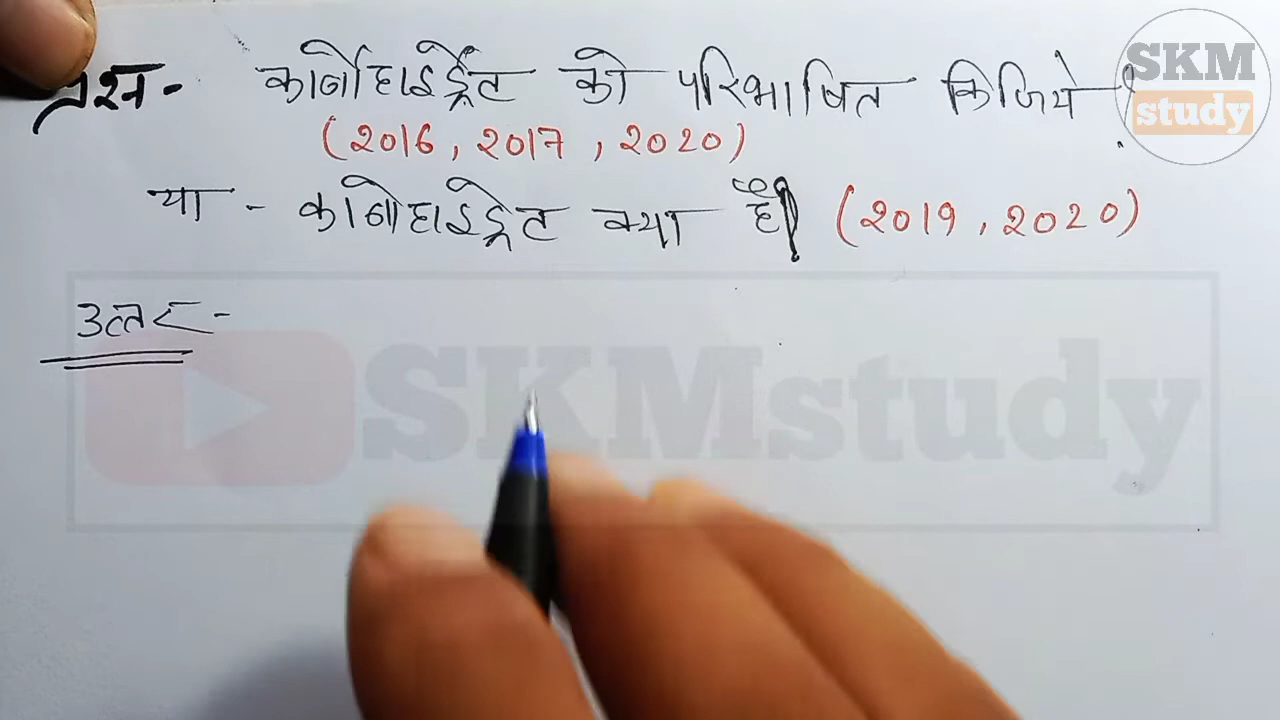 प्रश्न - कार्बोहाइड्रेट को परिभाषित किजिये।
(2016, 2017, 2020)
या - कार्बोहाइड्रेट क्या है। (2019, 2020)
उत्तर -
SKM
study
SKMstudy